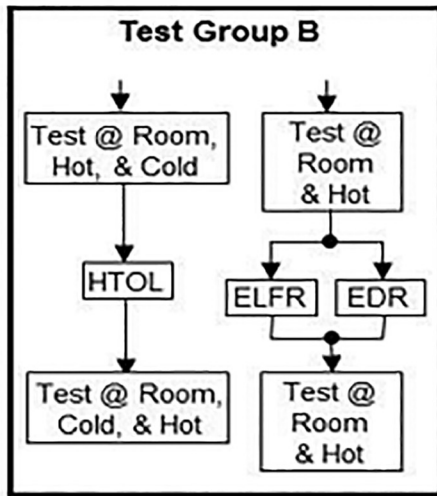 Test Group B
Test @ Room,
Hot, & Cold
HTOL
Test @ Room,
Cold, & Hot
Test @
Room
& Hot
ELFR
EDR
Test @
Room
& Hot